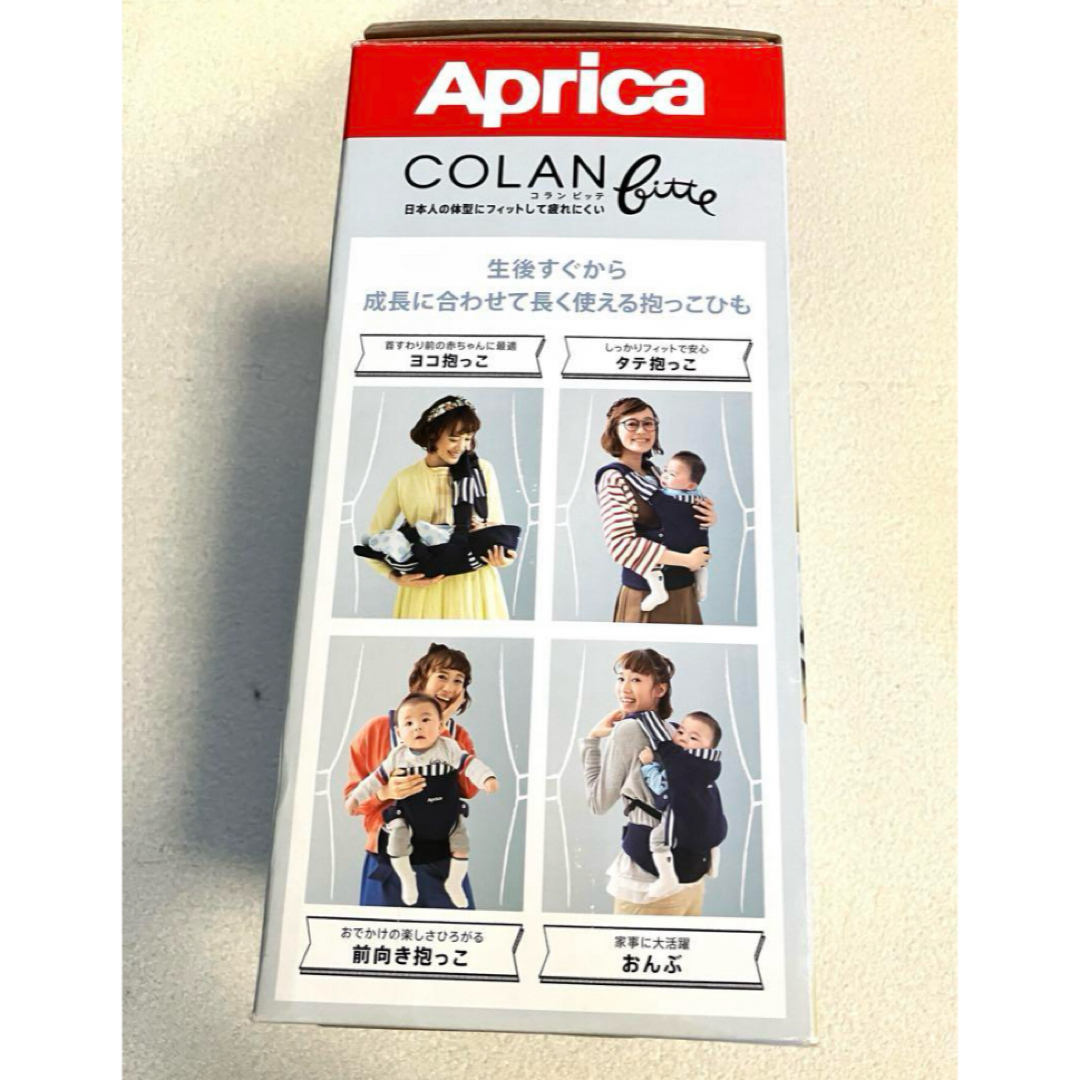 Aprica
COLAN bitte
コランビッテ
日本人の体型にフィットして疲れにくい
生後すぐから
成長に合わせて長く使える抱っこひも
首すわり前の赤ちゃんに最適
ヨコ抱っこ
しっかりフィットで安心
タテ抱っこ
Aprica
おでかけの楽しさひろがる
前向き抱っこ
家事に大活躍
おんぶ